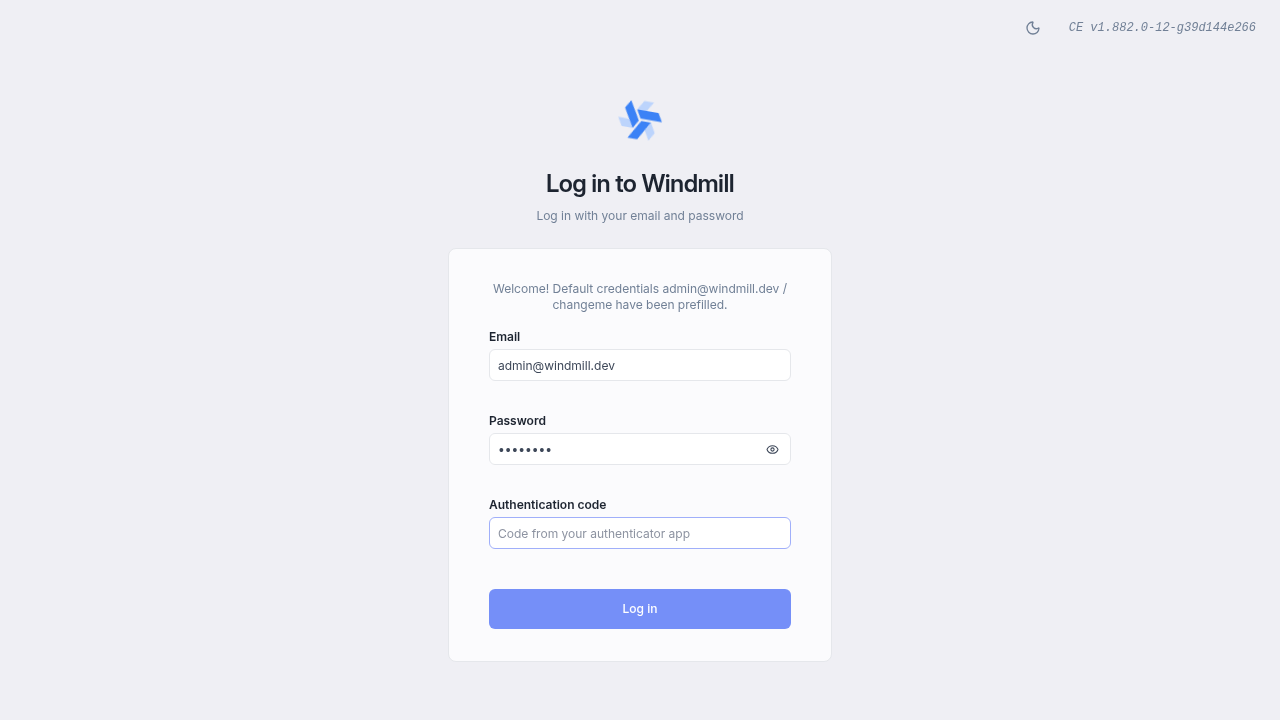 CE v1.882.0-12-g39d144e266
Log in to Windmill
Log in with your email and password
Welcome! Default credentials admin@windmill.dev /
changeme have been prefilled.
Email
admin@windmill.dev
Password
••••••••
Authentication code
Code from your authenticator app
Log in